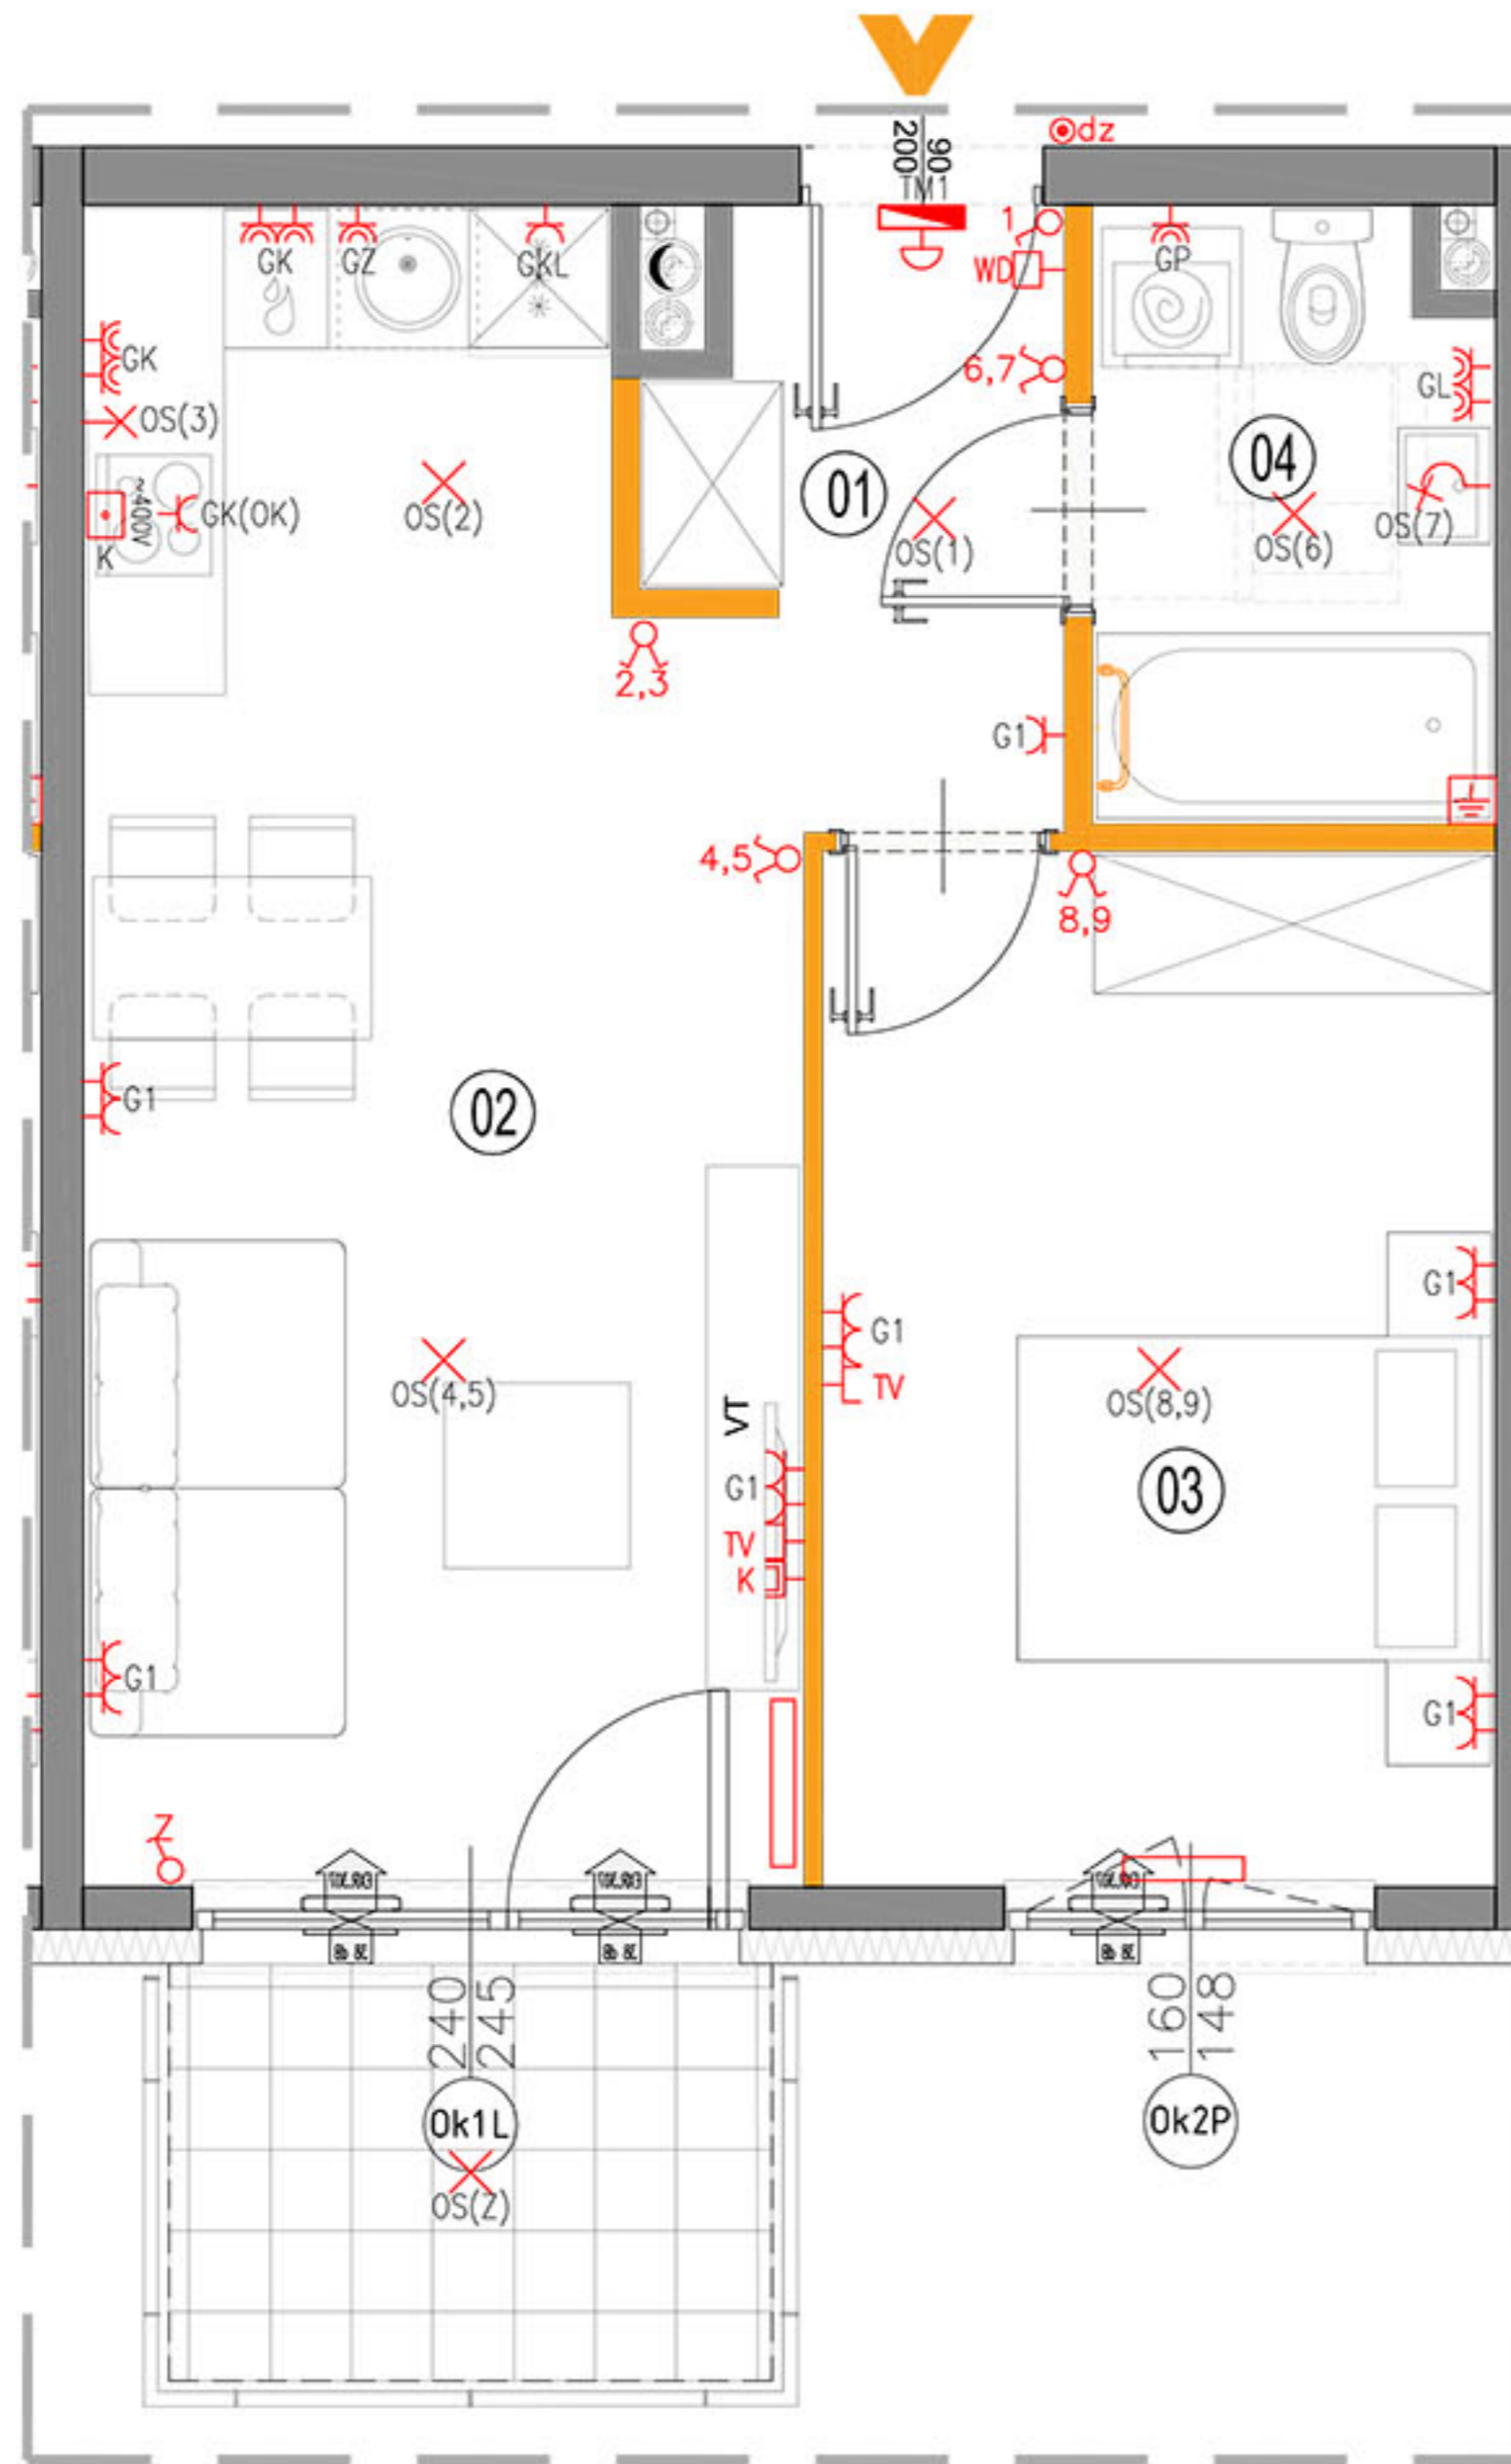 90
200
TM1
dz
1
WD
GK
GZ
GKL
GP
GK
6,7
GL
OS(3)
04
01
~400V
GK(OK)
K
OS(2)
OS(1)
OS(6)
OS(7)
2,3
G1
4,5
8,9
G1
02
G1
G1
TV
OS(4,5)
OS(8,9)
VT
G1
03
TV
K
G1
G1
Z
240
245
160
148
Ok1L
Ok2P
OS(Z)